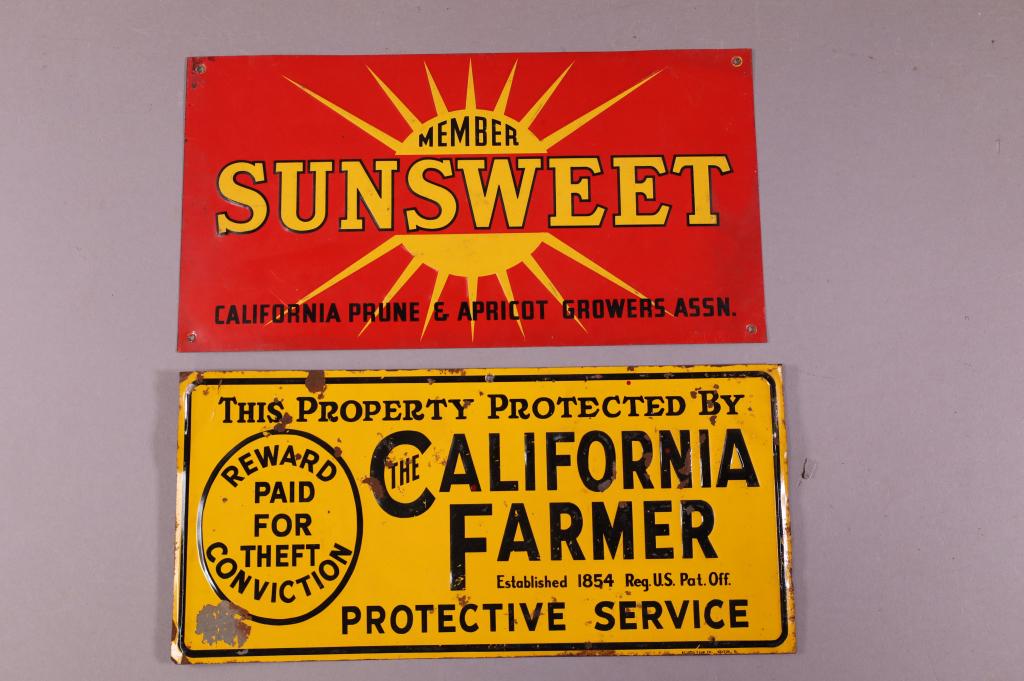 MEMBER
SUNSWEET
CALIFORNIA PRUNE & APRICOT GROWERS ASSN.
THIS PROPERTY PROTECTED BY
REWARD
PAID
FOR
THEFT
CONVICTION
THE CALIFORNIA
FARMER
Established 1854 Reg. U.S. Pat. Off.
PROTECTIVE SERVICE